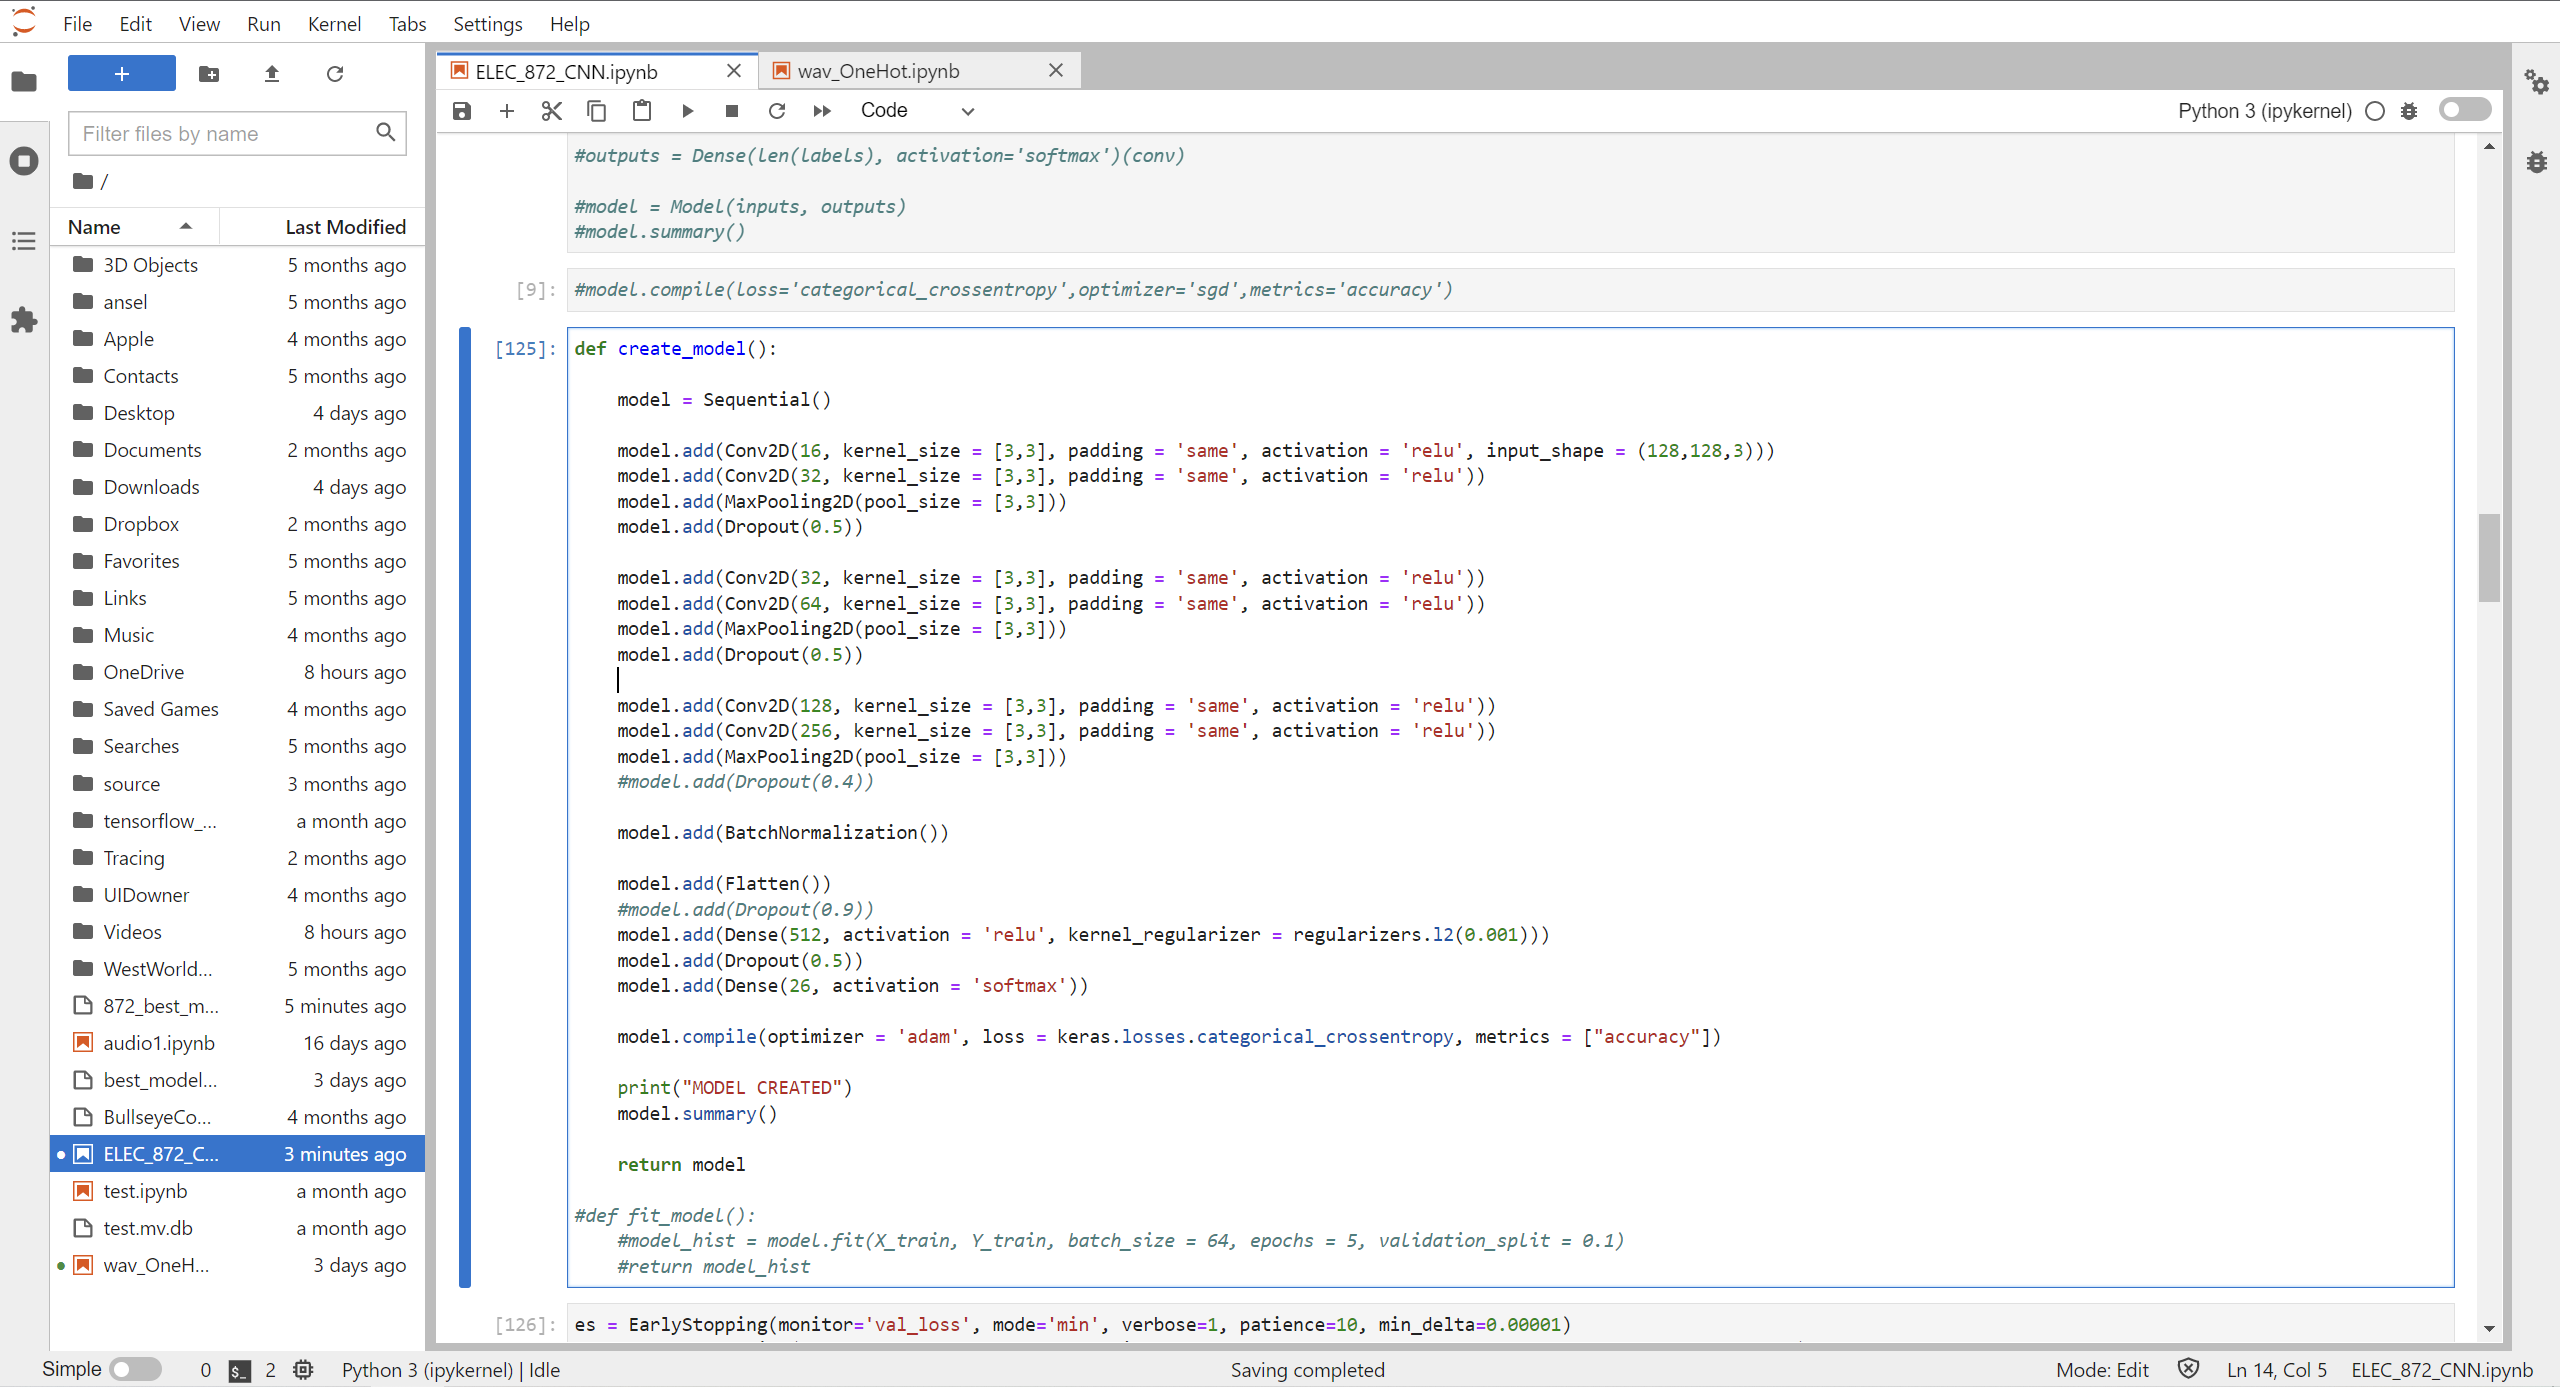 File Edit View Run Kernel Tabs Settings Help
+
Filter files by name
/
Name Last Modified
3D Objects 5 months ago
ansel 5 months ago
Apple 4 months ago
Contacts 5 months ago
Desktop 4 days ago
Documents 2 months ago
Downloads 4 days ago
Dropbox 2 months ago
Favorites 5 months ago
Links 5 months ago
Music 4 months ago
OneDrive 8 hours ago
Saved Games 4 months ago
Searches 5 months ago
source 3 months ago
tensorflow_... a month ago
Tracing 2 months ago
UIDowner 4 months ago
Videos 8 hours ago
WestWorld... 5 months ago
872_best_m... 5 minutes ago
audio1.ipynb 16 days ago
best_model... 3 days ago
BullseyeCo... 4 months ago
ELEC_872_C... 3 minutes ago
test.ipynb a month ago
test.mv.db a month ago
wav_OneH... 3 days ago
ELEC_872_CNN.ipynb wav_OneHot.ipynb
Code Python 3 (ipykernel)
#outputs = Dense(len(labels), activation='softmax')(conv)
#model = Model(inputs, outputs)
#model.summary()
[9]: #model.compile(loss='categorical_crossentropy',optimizer='sgd',metrics='accuracy')
[125]: def create_model():
model = Sequential()
model.add(Conv2D(16, kernel_size = [3,3], padding = 'same', activation = 'relu', input_shape = (128,128,3)))
model.add(Conv2D(32, kernel_size = [3,3], padding = 'same', activation = 'relu'))
model.add(MaxPooling2D(pool_size = [3,3]))
model.add(Dropout(0.5))
model.add(Conv2D(32, kernel_size = [3,3], padding = 'same', activation = 'relu'))
model.add(Conv2D(64, kernel_size = [3,3], padding = 'same', activation = 'relu'))
model.add(MaxPooling2D(pool_size = [3,3]))
model.add(Dropout(0.5))
model.add(Conv2D(128, kernel_size = [3,3], padding = 'same', activation = 'relu'))
model.add(Conv2D(256, kernel_size = [3,3], padding = 'same', activation = 'relu'))
model.add(MaxPooling2D(pool_size = [3,3]))
#model.add(Dropout(0.4))
model.add(BatchNormalization())
model.add(Flatten())
#model.add(Dropout(0.9))
model.add(Dense(512, activation = 'relu', kernel_regularizer = regularizers.l2(0.001)))
model.add(Dropout(0.5))
model.add(Dense(26, activation = 'softmax'))
model.compile(optimizer = 'adam', loss = keras.losses.categorical_crossentropy, metrics = ["accuracy"])
print("MODEL CREATED")
model.summary()
return model
#def fit_model():
#model_hist = model.fit(X_train, Y_train, batch_size = 64, epochs = 5, validation_split = 0.1)
#return model_hist
[126]: es = EarlyStopping(monitor='val_loss', mode='min', verbose=1, patience=10, min_delta=0.00001)
Simple 0 $_ 2 Python 3 (ipykernel) | Idle Saving completed Mode: Edit Ln 14, Col 5 ELEC_872_CNN.ipynb